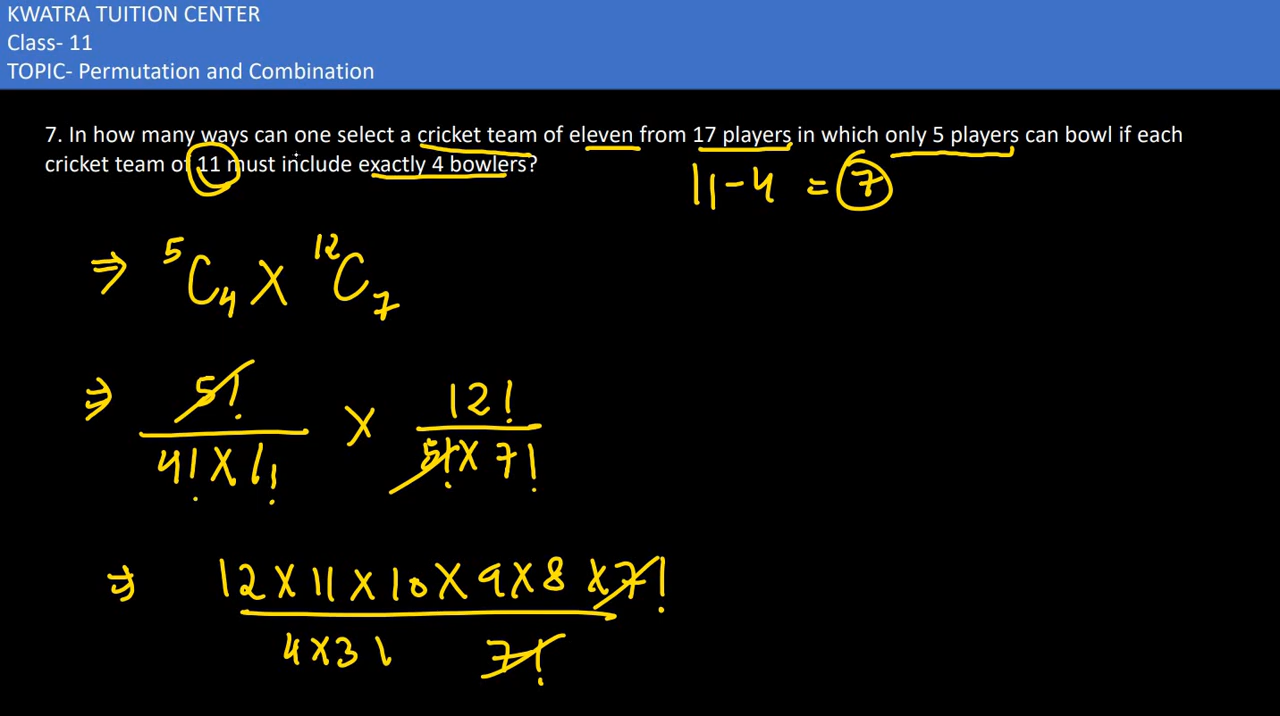 KWATRA TUITION CENTER
Class- 11
TOPIC- Permutation and Combination
7. In how many ways can one select a cricket team of eleven from 17 players in which only 5 players can bowl if each
cricket team of 11 must include exactly 4 bowlers?
11-4 = 7
⇒ ⁵C₄ X ¹²C₇
⇒ 5! / 4! X 1! X 12! / 5! X 7!
⇒ 12 X 11 X 10 X 9 X 8 X 7!
4 X 3 7!